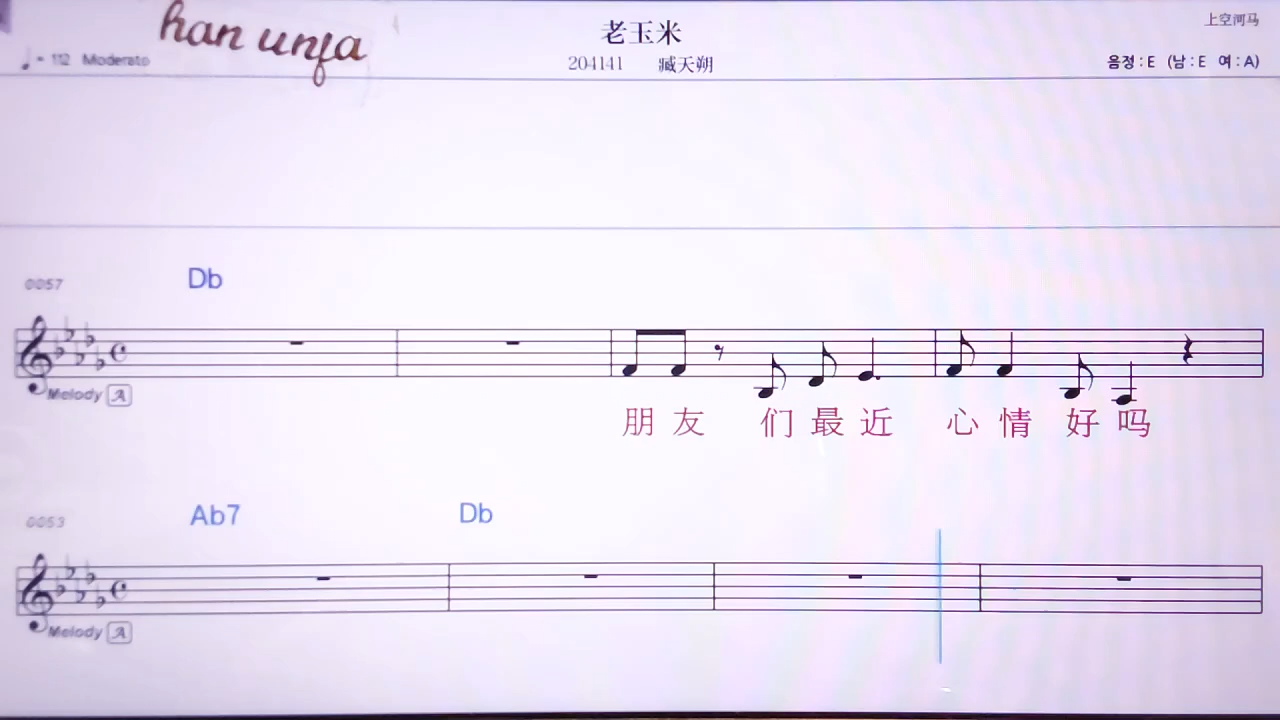 han unja
老玉米
上空河马
♩ = 112 Moderato
204141 臧天朔
음정 : E (남 : E 여 : A)
0057 Db
Melody A
朋友 们最近 心情 好吗
0053 Ab7 Db
Melody A